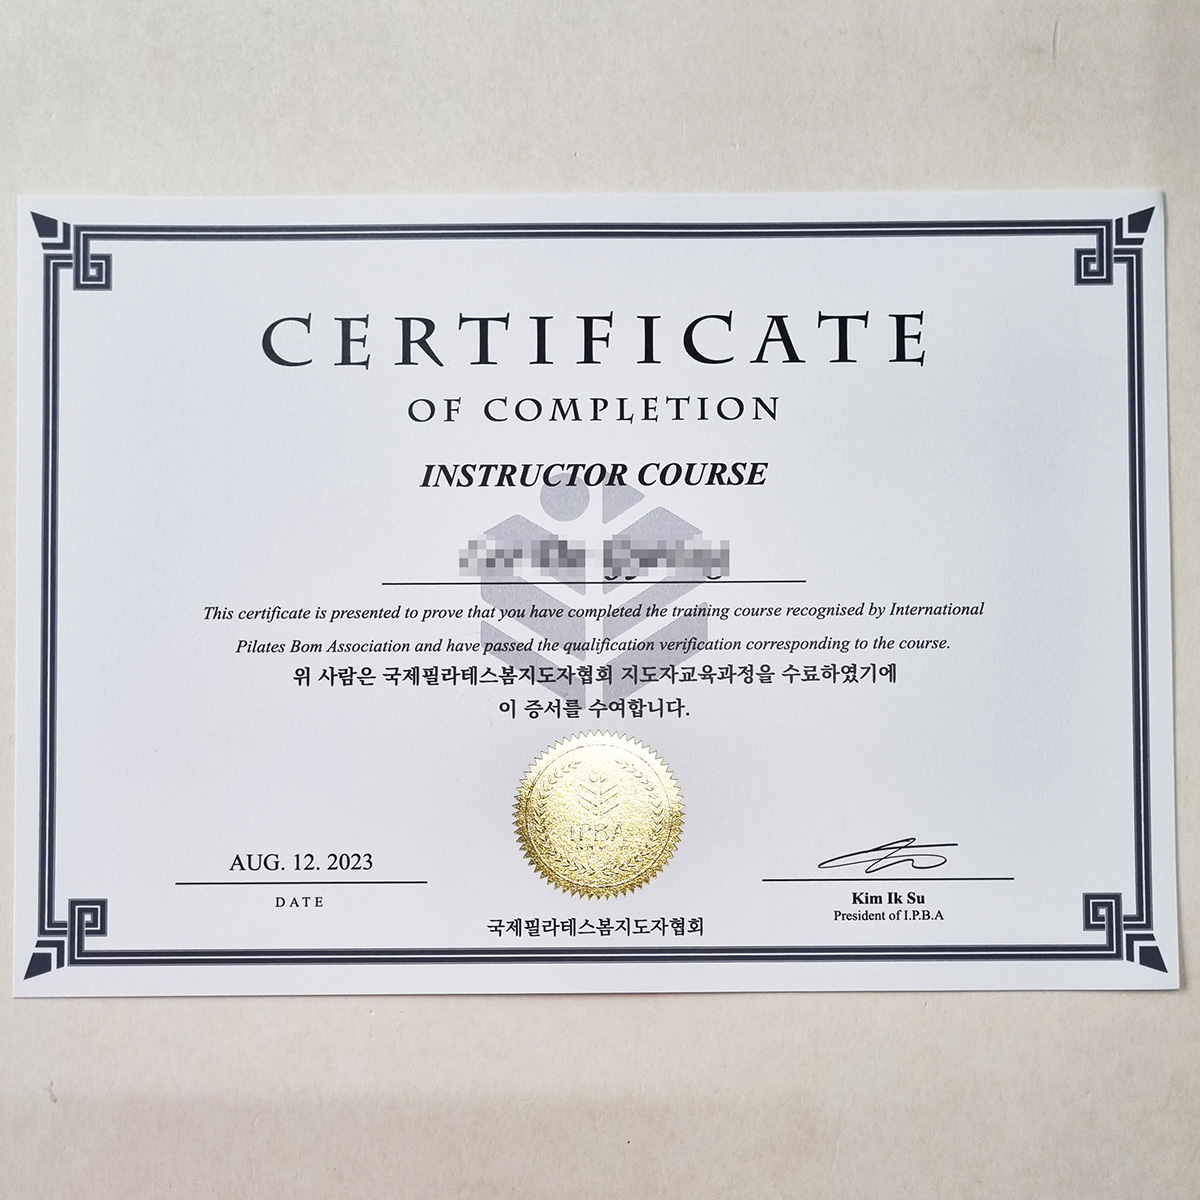 CERTIFICATE
OF COMPLETION
INSTRUCTOR COURSE
This certificate is presented to prove that you have completed the training course recognised by International
Pilates Bom Association and have passed the qualification verification corresponding to the course.
위 사람은 국제필라테스봄지도자협회 지도자교육과정을 수료하였기에
이 증서를 수여합니다.
IPBA
AUG. 12. 2023
DATE
국제필라테스봄지도자협회
Kim Ik Su
President of I.P.B.A